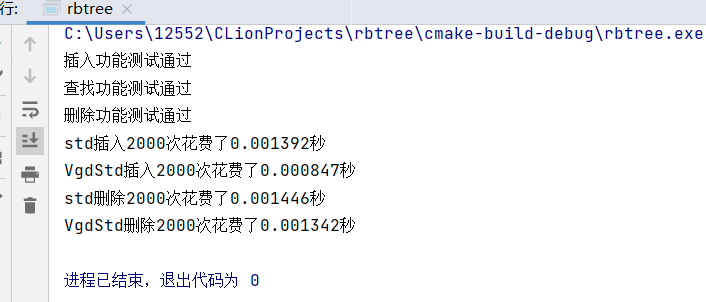 行: rbtree ×
C:\Users\12552\CLionProjects\rbtree\cmake-build-debug\rbtree.exe
插入功能测试通过
查找功能测试通过
删除功能测试通过
std插入2000次花费了0.001392秒
VgdStd插入2000次花费了0.000847秒
std删除2000次花费了0.001446秒
VgdStd删除2000次花费了0.001342秒
进程已结束，退出代码为 0